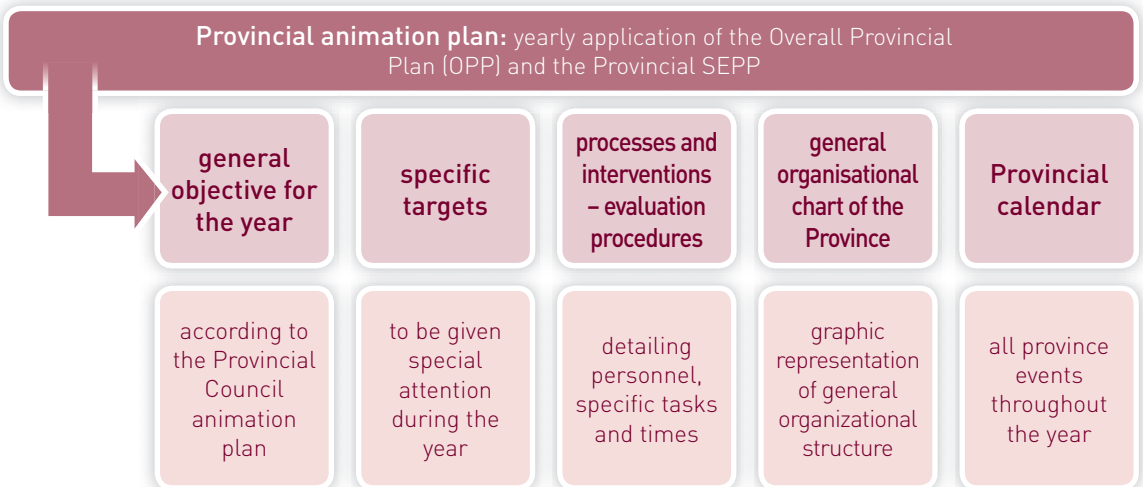 Provincial animation plan: yearly application of the Overall Provincial
Plan (OPP) and the Provincial SEPP
general
objective for
the year
specific
targets
processes and
interventions
– evaluation
procedures
general
organisational
chart of the
Province
Provincial
calendar
according to
the Provincial
Council
animation
plan
to be given
special
attention
during the
year
detailing
personnel,
specific tasks
and times
graphic
representation
of general
organizational
structure
all province
events
throughout
the year